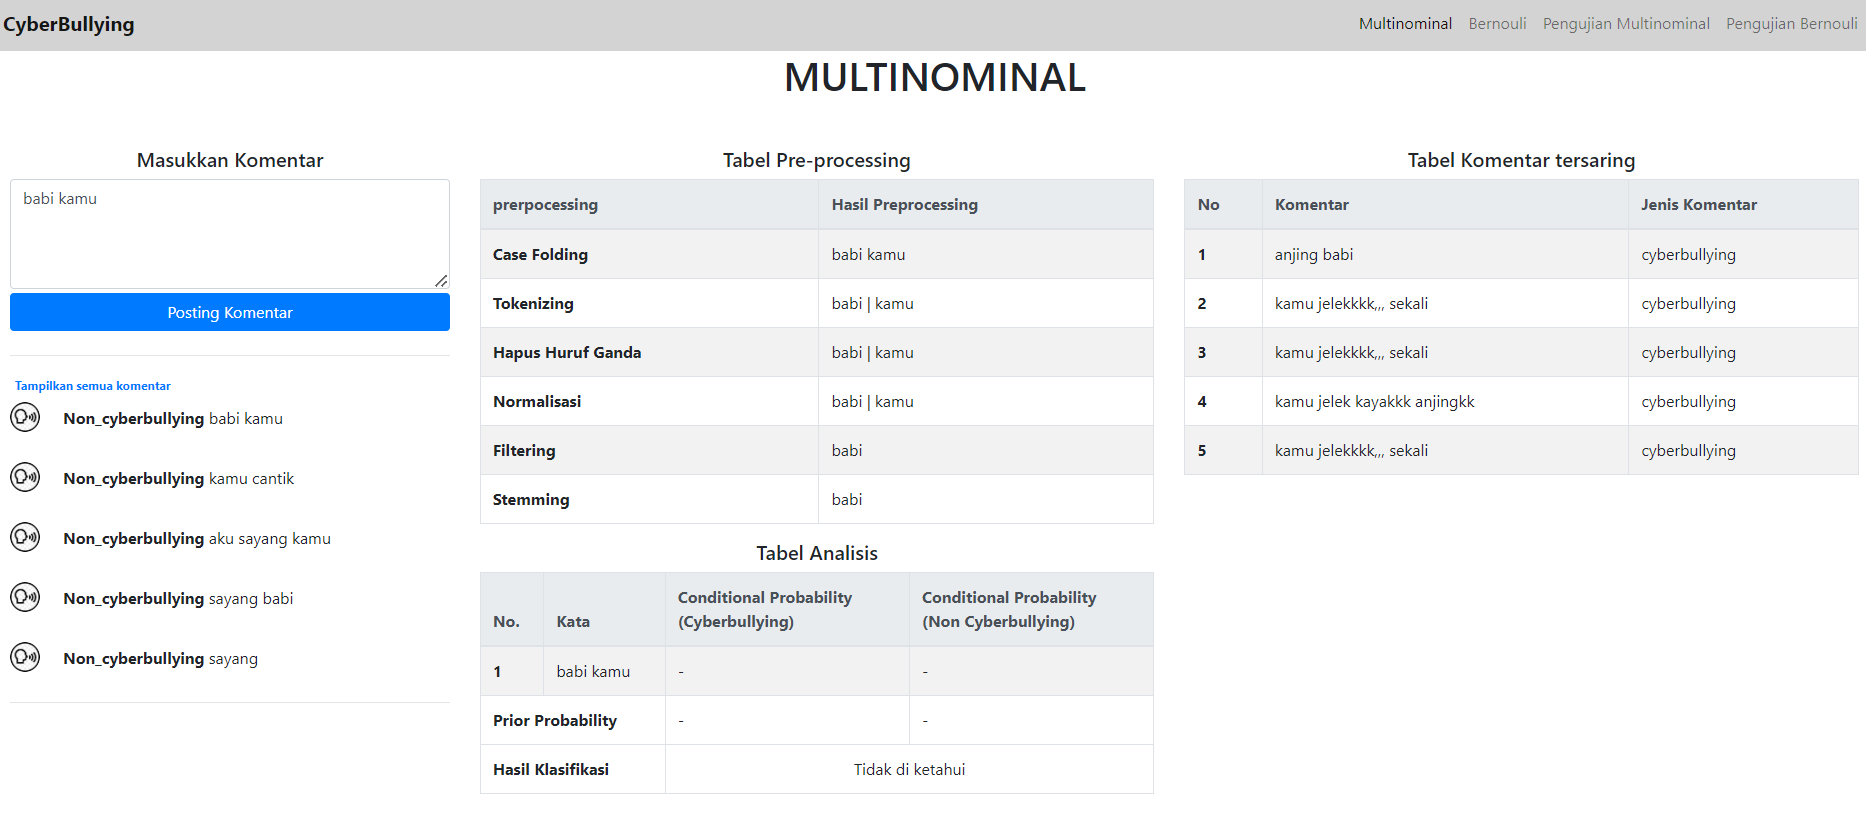 CyberBullying
Multinominal Bernouli Pengujian Multinominal Pengujian Bernouli
MULTINOMINAL
Masukkan Komentar
babi kamu
Posting Komentar
Tampilkan semua komentar
Non_cyberbullying babi kamu
Non_cyberbullying kamu cantik
Non_cyberbullying aku sayang kamu
Non_cyberbullying sayang babi
Non_cyberbullying sayang
Tabel Pre-processing
prerpocessing Hasil Preprocessing
Case Folding babi kamu
Tokenizing babi | kamu
Hapus Huruf Ganda babi | kamu
Normalisasi babi | kamu
Filtering babi
Stemming babi
Tabel Analisis
No. Kata Conditional Probability (Cyberbullying) Conditional Probability (Non Cyberbullying)
1 babi kamu - -
Prior Probability - -
Hasil Klasifikasi Tidak di ketahui
Tabel Komentar tersaring
No Komentar Jenis Komentar
1 anjing babi cyberbullying
2 kamu jelekkkk,,, sekali cyberbullying
3 kamu jelekkkk,,, sekali cyberbullying
4 kamu jelek kayakkk anjingkk cyberbullying
5 kamu jelekkkk,,, sekali cyberbullying